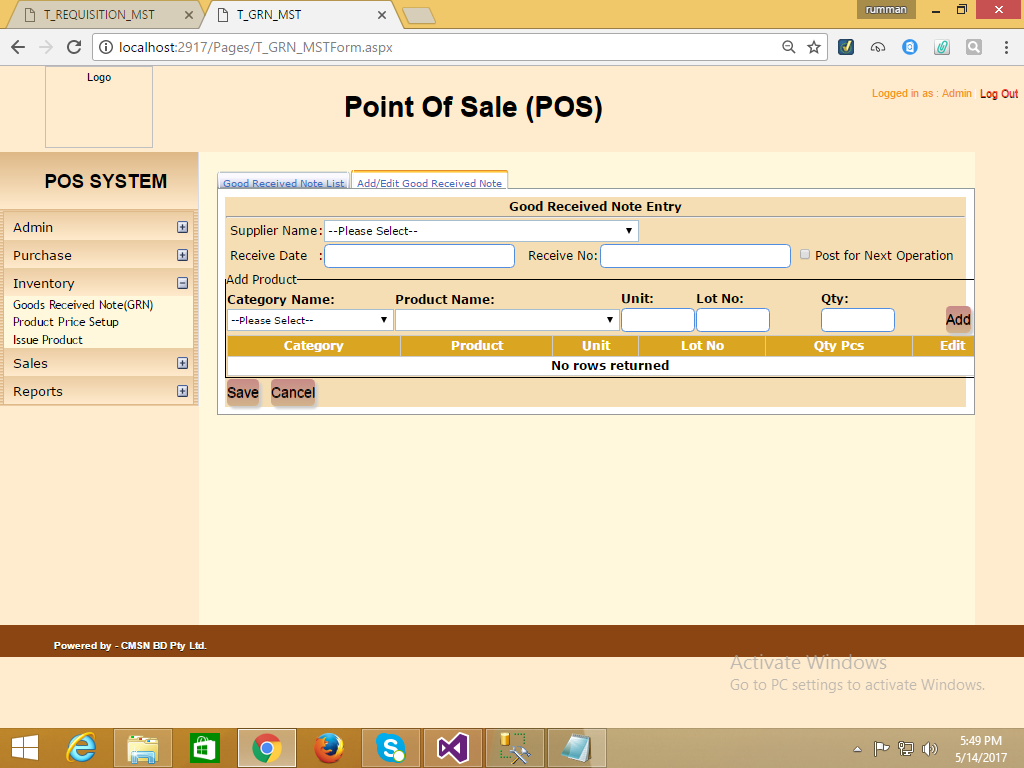 T_REQUISITION_MST
T_GRN_MST
rumman
localhost:2917/Pages/T_GRN_MSTForm.aspx
Logo
Point Of Sale (POS)
Logged in as : Admin Log Out
POS SYSTEM
Admin
Purchase
Inventory
Goods Received Note(GRN)
Product Price Setup
Issue Product
Sales
Reports
Good Received Note List Add/Edit Good Received Note
Good Received Note Entry
Supplier Name: --Please Select--
Receive Date : Receive No: Post for Next Operation
Add Product
Category Name: Product Name: Unit: Lot No: Qty:
--Please Select-- Add
Category Product Unit Lot No Qty Pcs Edit
No rows returned
Save Cancel
Powered by - CMSN BD Pty Ltd.
Activate Windows
Go to PC settings to activate Windows.
5:49 PM
5/14/2017